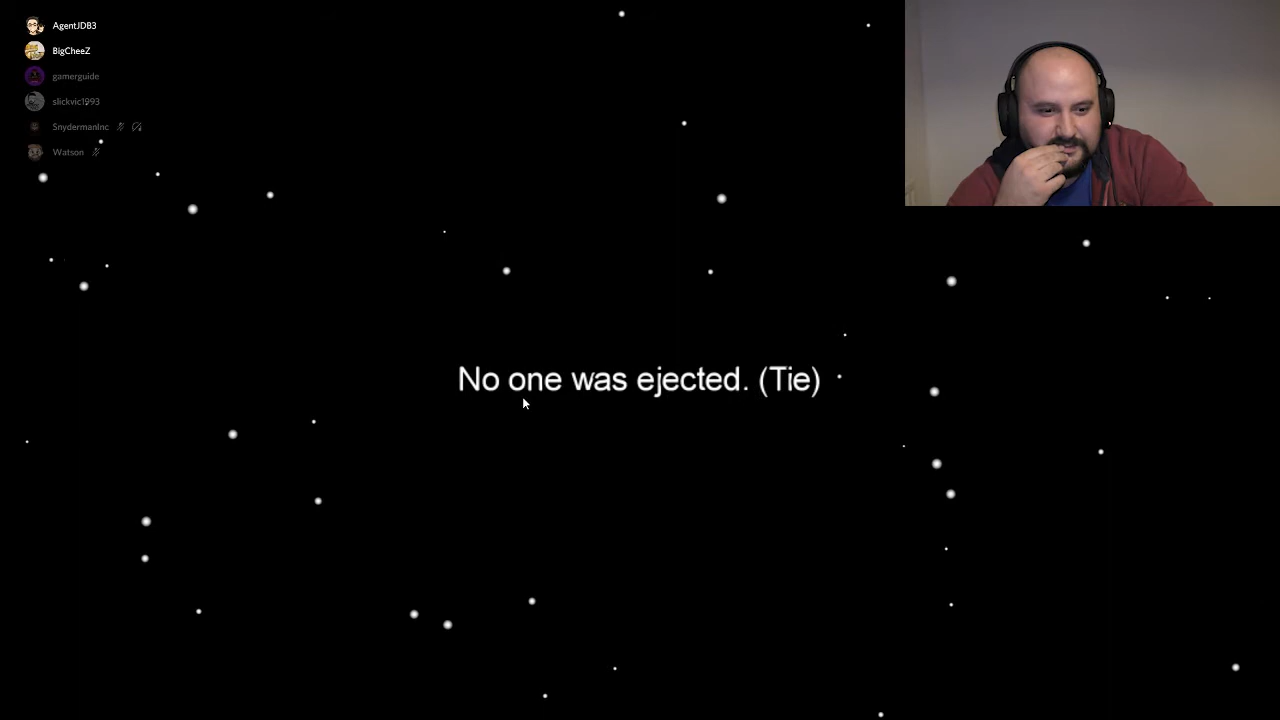 AgentJDB3
BigCheeZ
gamerguide
slickvic1993
SnydermanInc
Watson
No one was ejected. (Tie)